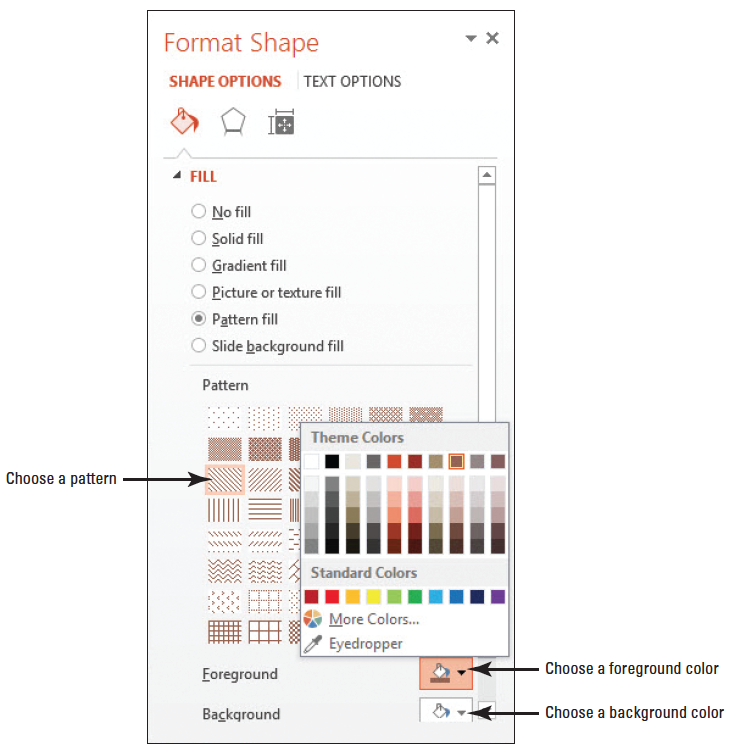 Format Shape
SHAPE OPTIONS TEXT OPTIONS
FILL
No fill
Solid fill
Gradient fill
Picture or texture fill
Pattern fill
Slide background fill
Pattern
Theme Colors
Choose a pattern
Standard Colors
More Colors...
Eyedropper
Foreground
Choose a foreground color
Background
Choose a background color